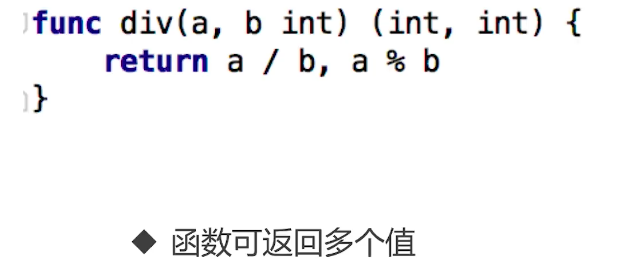 func div(a, b int) (int, int) {
    return a / b, a % b
}
◆ 函数可返回多个值